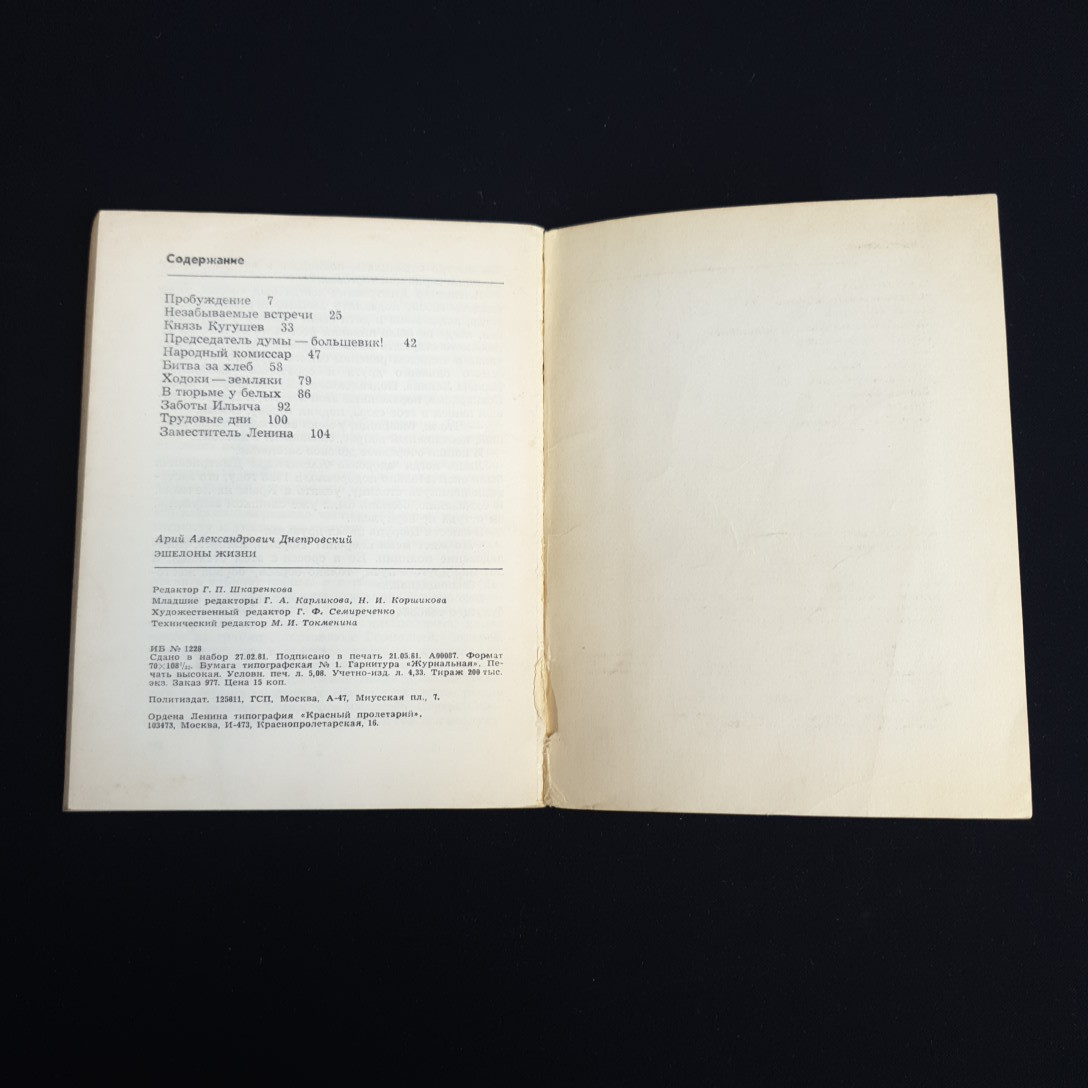 Содержание
Пробуждение 7
Незабываемые встречи 25
Князь Кугушев 33
Председатель думы — большевик! 42
Народный комиссар 47
Битва за хлеб 58
Ходоки — земляки 79
В тюрьме у белых 86
Заботы Ильича 92
Трудовые дни 100
Заместитель Ленина 104
Арий Александрович Днепровский
ЭШЕЛОНЫ ЖИЗНИ
Редактор Г. П. Шкаренкова
Младшие редакторы Г. А. Карликова, Н. И. Коршикова
Художественный редактор Г. Ф. Семиреченко
Технический редактор М. И. Токменина
ИБ № 1228
Сдано в набор 27.02.81. Подписано в печать 21.05.81. А00087. Формат
70×108¹/₃₂. Бумага типографская № 1. Гарнитура «Журнальная». Пе-
чать высокая. Условн. печ. л. 5,08. Учетно-изд. л. 4,33. Тираж 200 тыс.
экз. Заказ 977. Цена 15 коп.
Политиздат. 125811, ГСП, Москва, А-47, Миусская пл., 7.
Ордена Ленина типография «Красный пролетарий».
103473, Москва, И-473, Краснопролетарская, 16.